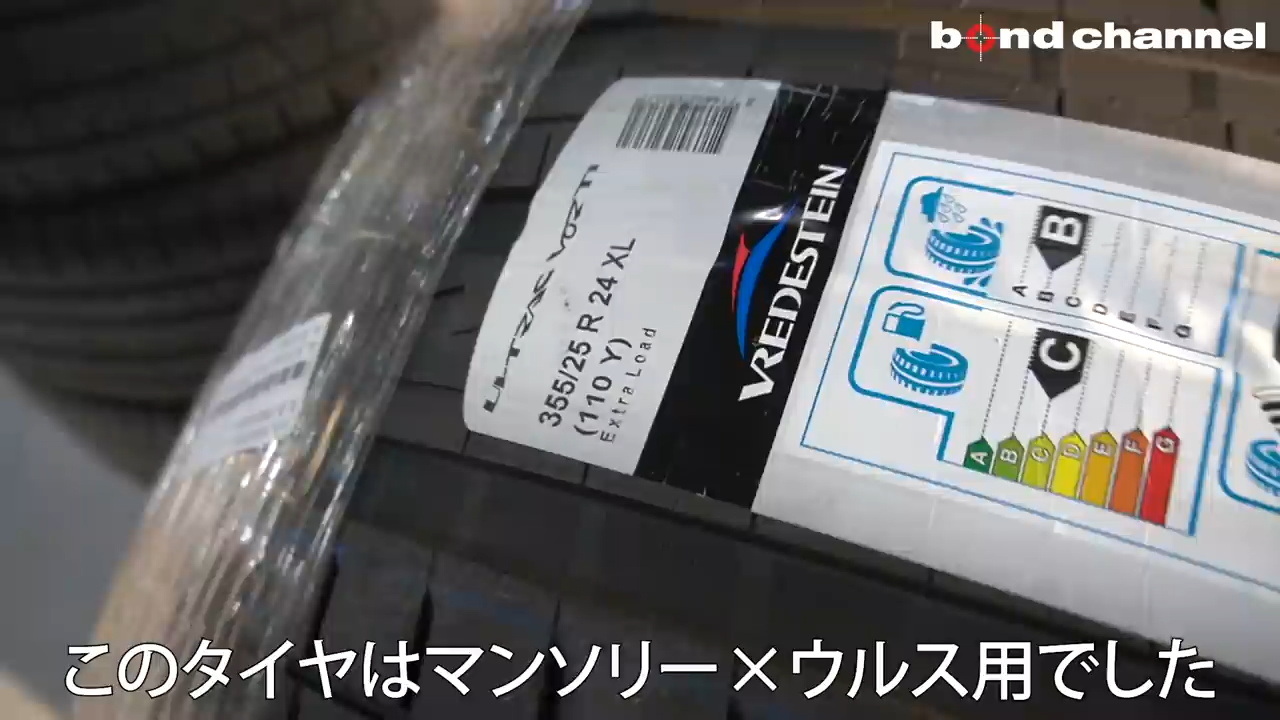 bond channel
ULTRAC VORTI
355/25 R 24 XL
(110 Y)
Extra Load
VREDESTEIN
B
A
B
C
D
E
F
G
C
A
B
C
D
E
F
G
このタイヤはマンソリー×ウルス用でした